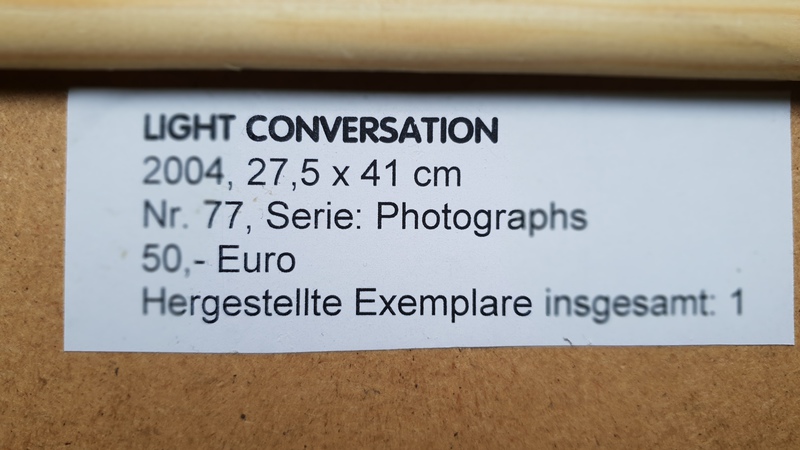 LIGHT CONVERSATION
2004, 27,5 x 41 cm
Nr. 77, Serie: Photographs
50,- Euro
Hergestellte Exemplare insgesamt: 1